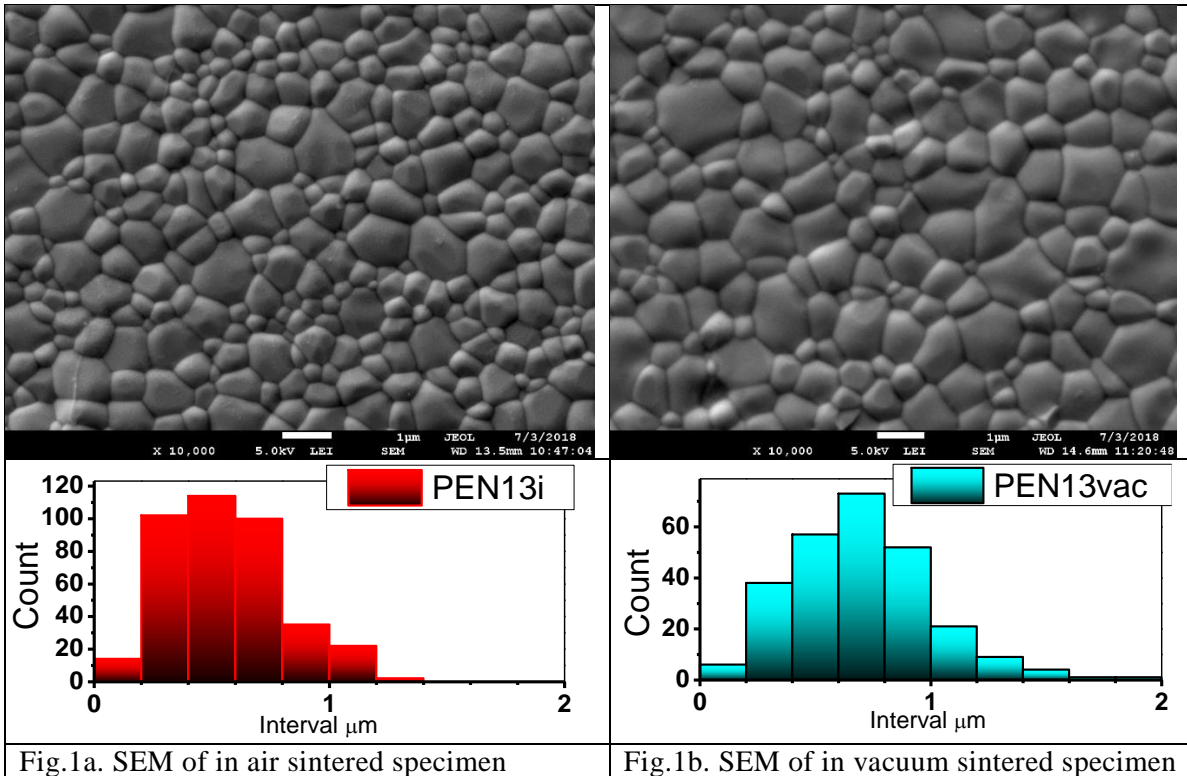 1μm JEOL 7/3/2018
X 10,000 5.0kV LEI SEM WD 13.5mm 10:47:04
1μm JEOL 7/3/2018
X 10,000 5.0kV LEI SEM WD 14.6mm 11:20:48
PEN13i
120
100
80
60
40
20
0
Count
0 1 2
Interval μm
PEN13vac
60
40
20
0
Count
0 1 2
Interval μm
Fig.1a. SEM of in air sintered specimen
Fig.1b. SEM of in vacuum sintered specimen